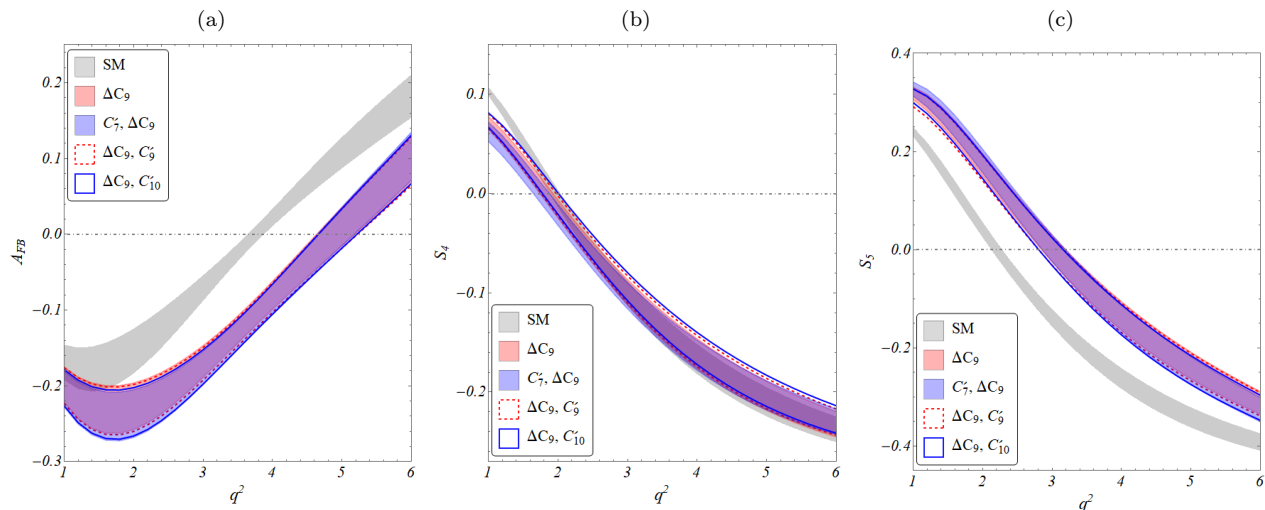 (a)
0.2
0.1
0.0
−0.1
−0.2
−0.3
A_FB
SM
ΔC₉
C′₇, ΔC₉
ΔC₉, C′₉
ΔC₉, C′₁₀
1 2 3 4 5 6
q²
(b)
0.1
0.0
−0.1
−0.2
S₄
SM
ΔC₉
C′₇, ΔC₉
ΔC₉, C′₉
ΔC₉, C′₁₀
1 2 3 4 5 6
q²
(c)
0.4
0.2
0.0
−0.2
−0.4
S₅
SM
ΔC₉
C′₇, ΔC₉
ΔC₉, C′₉
ΔC₉, C′₁₀
1 2 3 4 5 6
q²